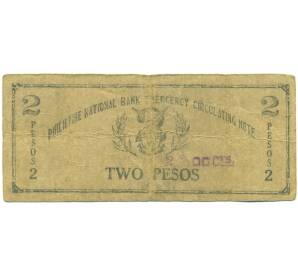 2 2
PHILIPPINE NATIONAL BANK EMERGENCY CIRCULATING NOTE
PESOS PESOS
TWO PESOS
2 2